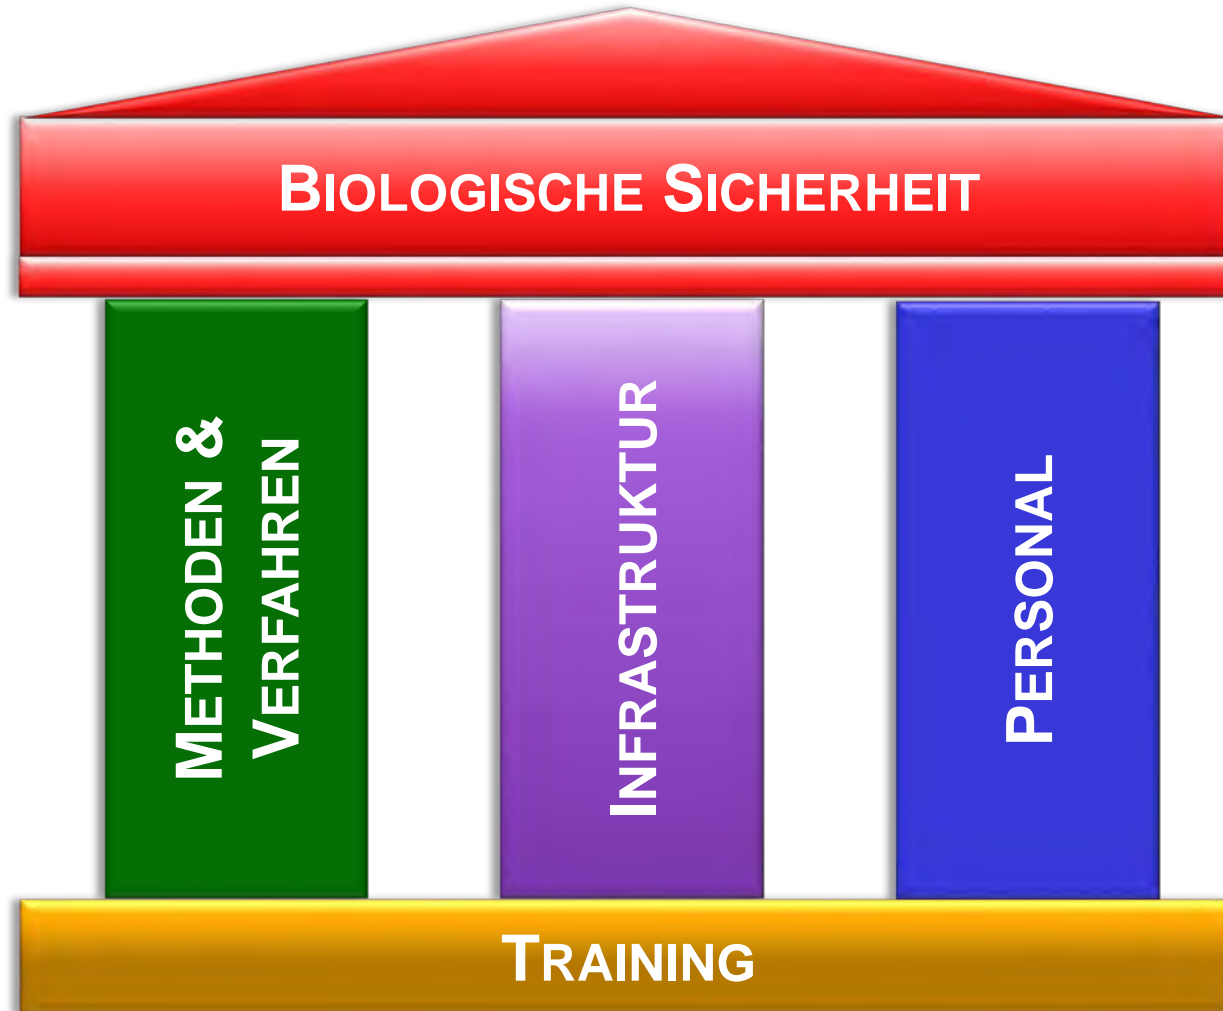 BIOLOGISCHE SICHERHEIT
METHODEN &
VERFAHREN
INFRASTRUKTUR
PERSONAL
TRAINING